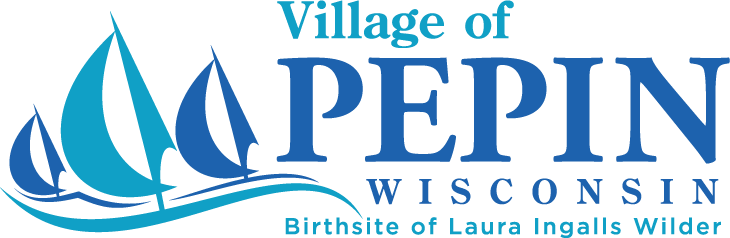 Village of
PEPIN
WISCONSIN
Birthsite of Laura Ingalls Wilder